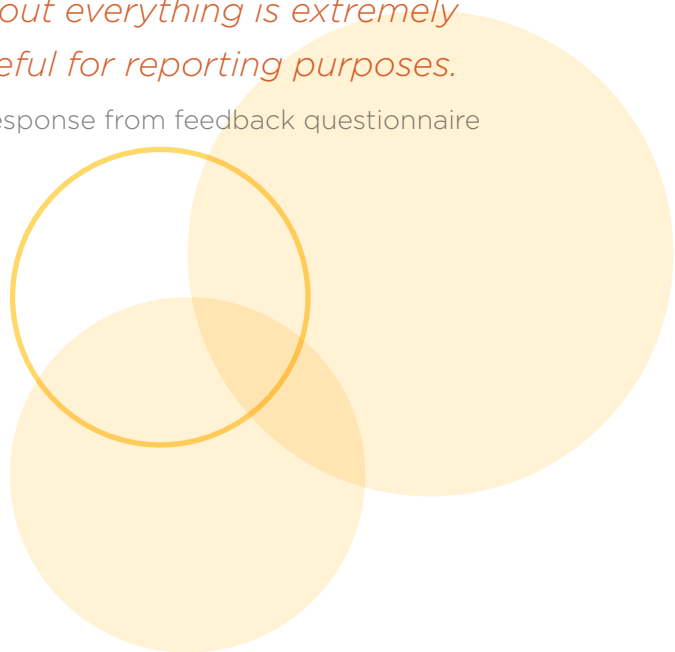 out everything is extremely
eful for reporting purposes.
esponse from feedback questionnaire